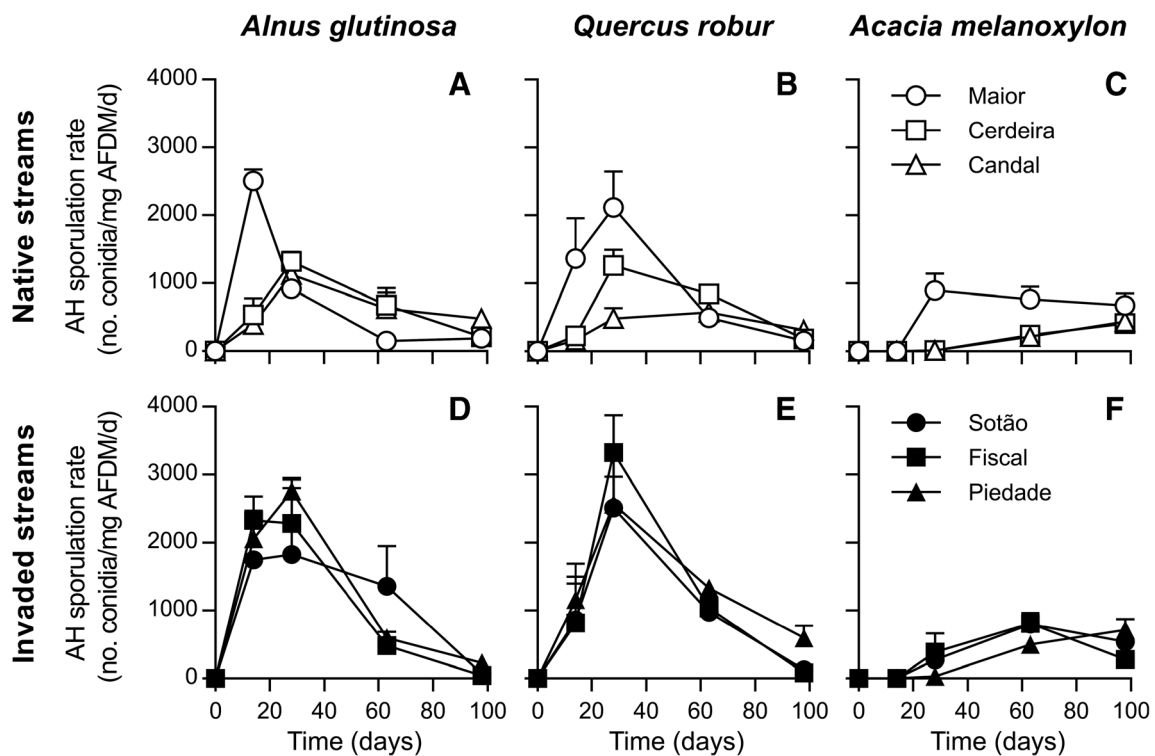 Alnus glutinosa Quercus robur Acacia melanoxylon
Native streams
AH sporulation rate
(no. conidia/mg AFDM/d)
4000
3000
2000
1000
0
A
B
C
Maior
Cerdeira
Candal
Invaded streams
AH sporulation rate
(no. conidia/mg AFDM/d)
4000
3000
2000
1000
0
D
E
F
Sotão
Fiscal
Piedade
0 20 40 60 80 100 0 20 40 60 80 100 0 20 40 60 80 100
Time (days) Time (days) Time (days)